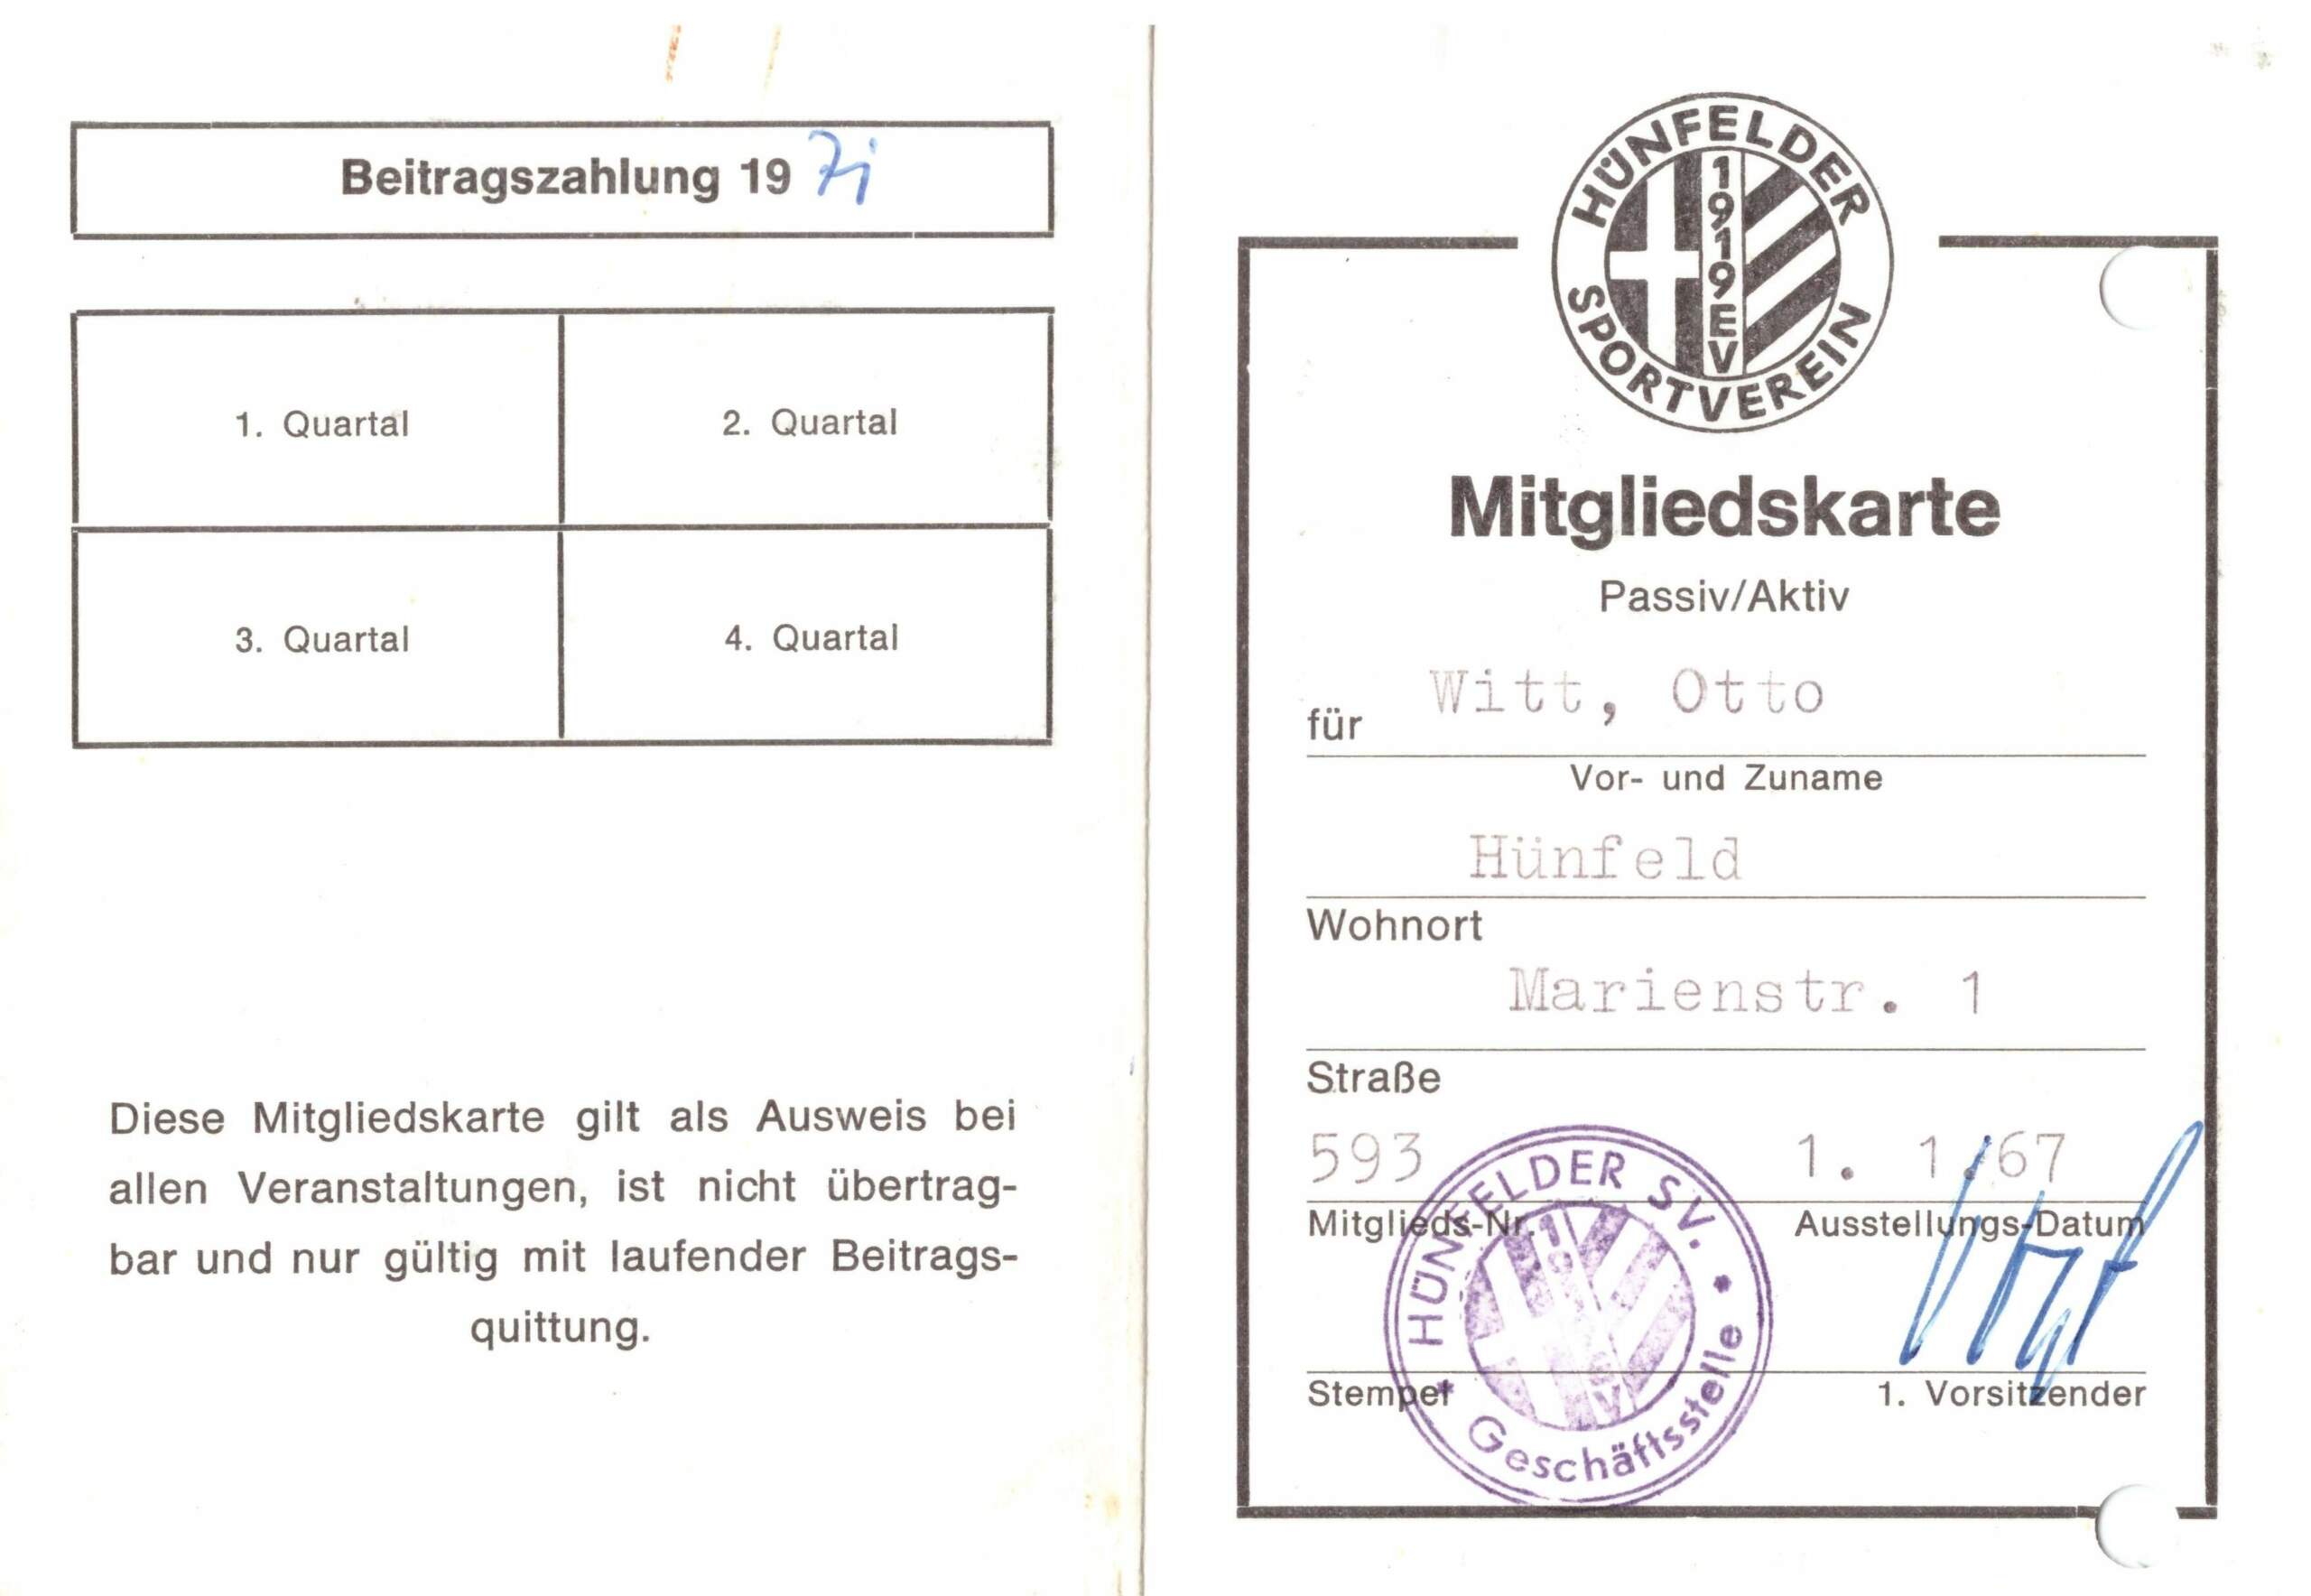 Beitragszahlung 19 71
1. Quartal
2. Quartal
3. Quartal
4. Quartal
Diese Mitgliedskarte gilt als Ausweis bei
allen Veranstaltungen, ist nicht übertrag-
bar und nur gültig mit laufender Beitrags-
quittung.
HÜNFELDER
SPORTVEREIN
1919 EV
Mitgliedskarte
Passiv/Aktiv
für Witt, Otto
Vor- und Zuname
Hünfeld
Wohnort
Marienstr. 1
Straße
593 1. 1.67
Mitglieds-Nr. Ausstellungs-Datum
HÜNFELDER SV.
* Geschäftsstelle *
Stempel 1. Vorsitzender